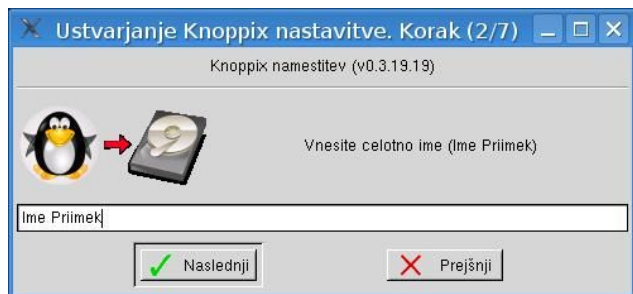 Ustvarjanje Knoppix nastavitve. Korak (2/7)
Knoppix namestitev (v0.3.19.19)
Vnesite celotno ime (Ime Priimek)
Ime Priimek
Naslednji
Prejšnji